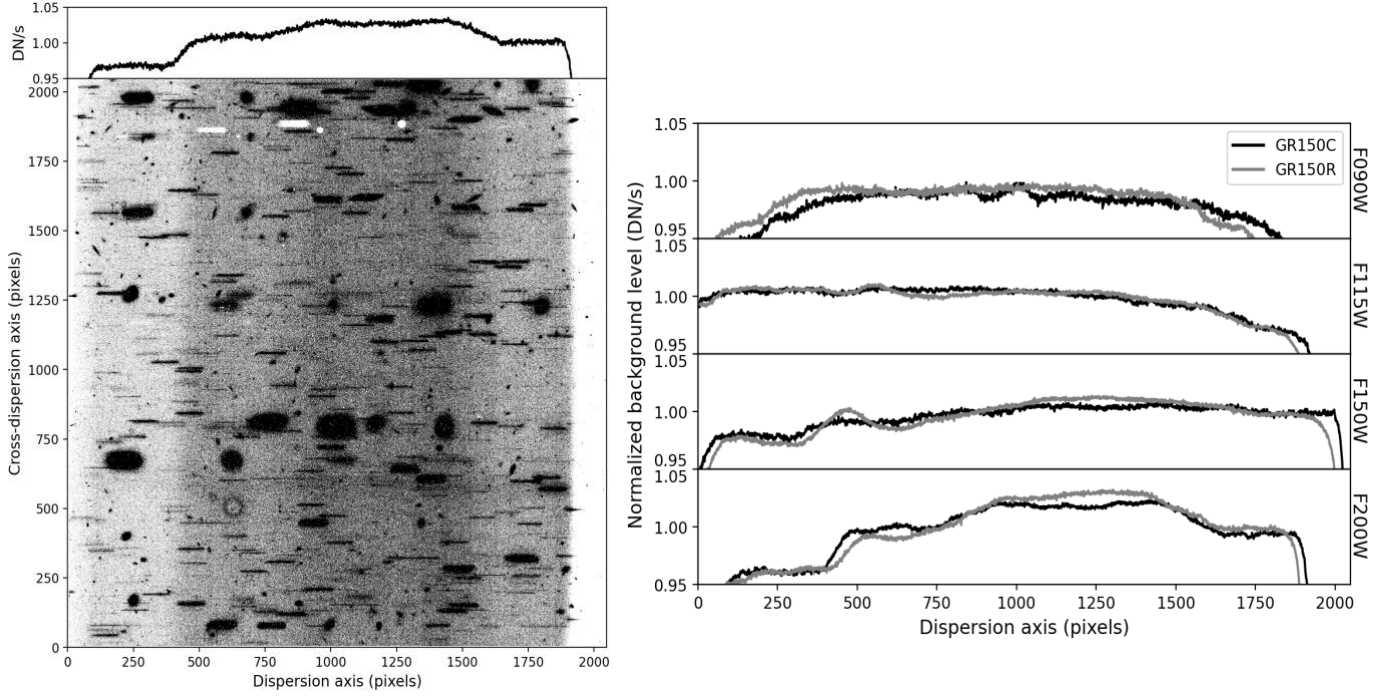 1.05
DN/s
1.00
0.95
2000
1750
1500
1250
1000
750
500
250
0
Cross-dispersion axis (pixels)
0 250 500 750 1000 1250 1500 1750 2000
Dispersion axis (pixels)
Normalized background level (DN/s)
1.05
GR150C
GR150R
1.00
0.95
F090W
1.05
1.00
0.95
F115W
1.05
1.00
0.95
F150W
1.05
1.00
0.95
F200W
0 250 500 750 1000 1250 1500 1750 2000
Dispersion axis (pixels)